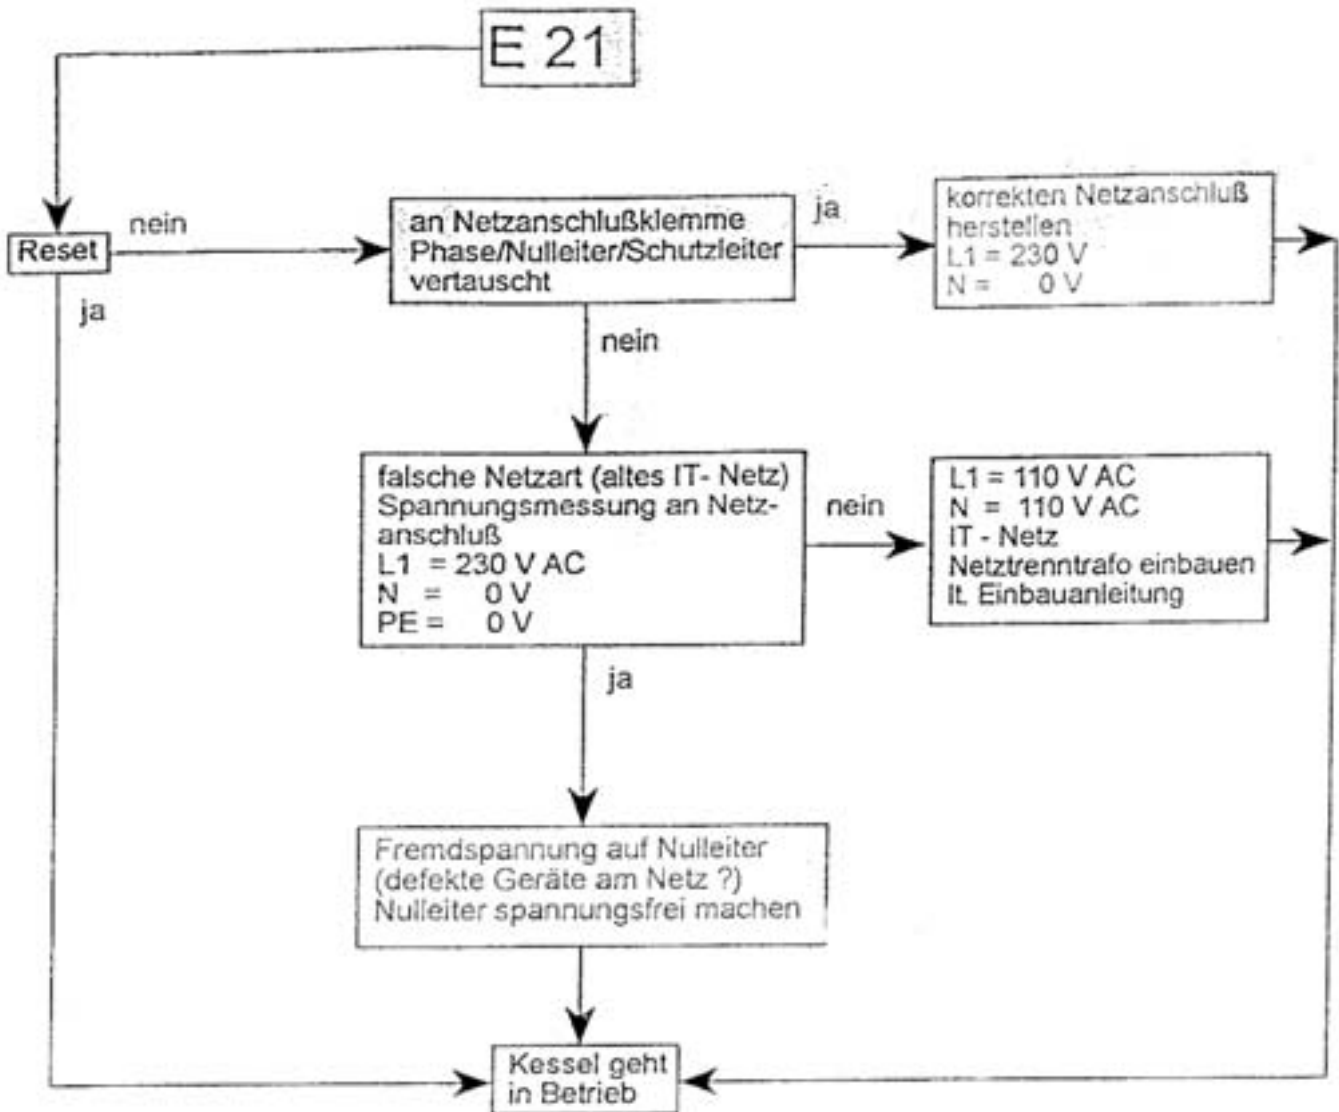 E 21
Reset
nein
ja
an Netzanschlußklemme
Phase/Nulleiter/Schutzleiter
vertauscht
ja
nein
korrekten Netzanschluß
herstellen
L1 = 230 V
N = 0 V
falsche Netzart (altes IT- Netz)
Spannungsmessung an Netz-
anschluß
L1 = 230 V AC
N = 0 V
PE = 0 V
nein
ja
L1 = 110 V AC
N = 110 V AC
IT - Netz
Netztrenntrafo einbauen
lt. Einbauanleitung
Fremdspannung auf Nulleiter
(defekte Geräte am Netz ?)
Nulleiter spannungsfrei machen
Kessel geht
in Betrieb